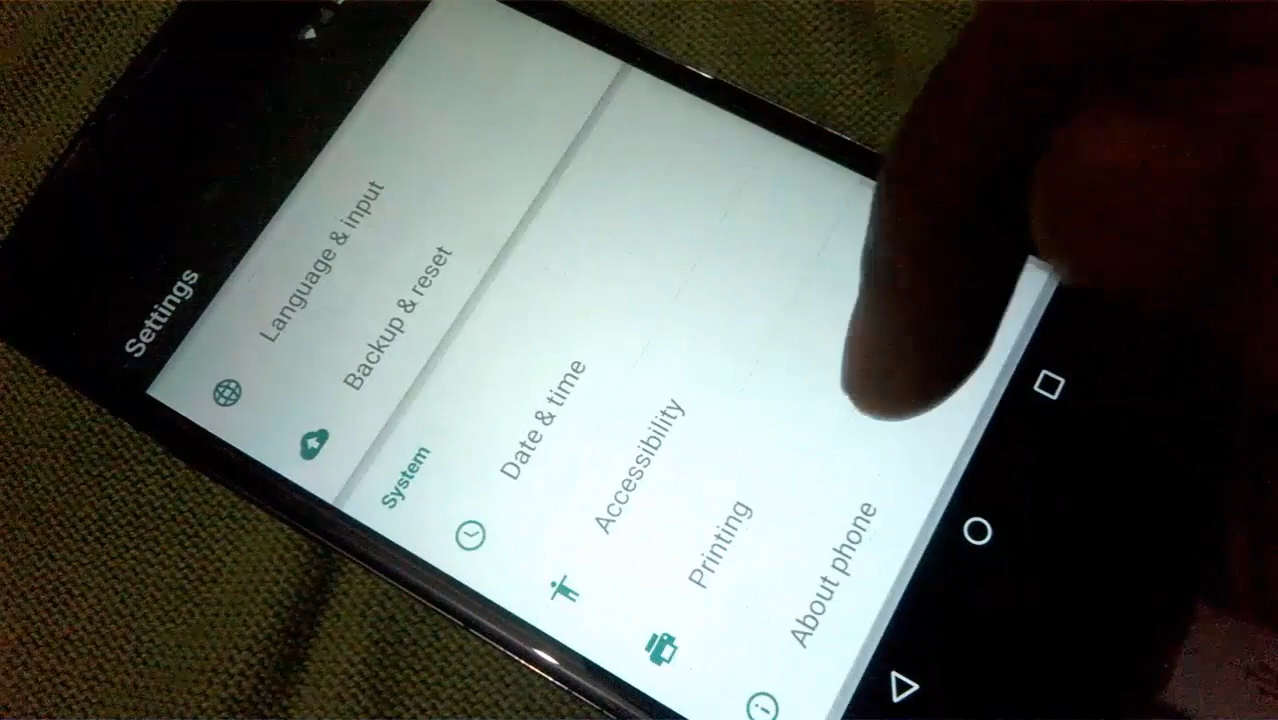 Settings
Language & input
Backup & reset
System
Date & time
Accessibility
Printing
About phone